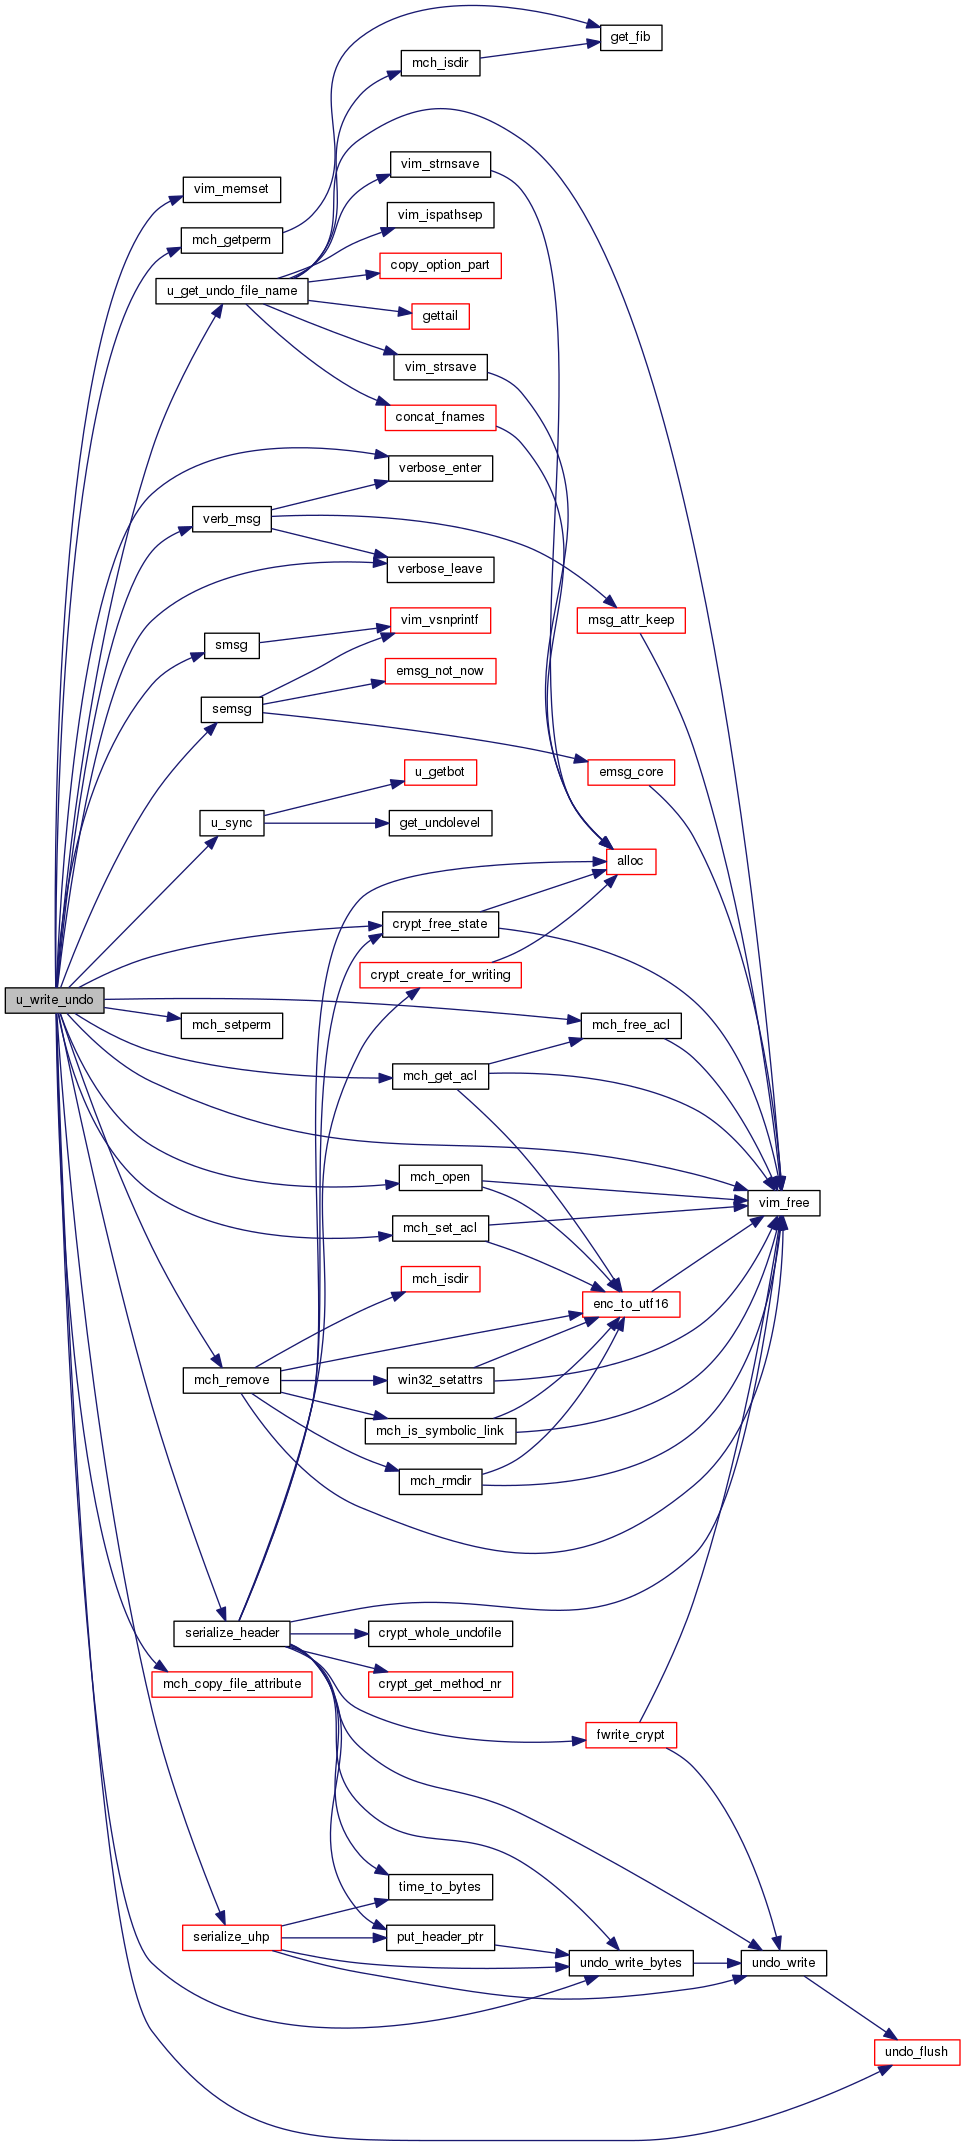 get_fib
mch_isdir
vim_strnsave
vim_memset
vim_ispathsep
mch_getperm
copy_option_part
u_get_undo_file_name
gettail
vim_strsave
concat_fnames
verbose_enter
verb_msg
verbose_leave
vim_vsnprintf
msg_attr_keep
smsg
emsg_not_now
semsg
emsg_core
u_getbot
u_sync
get_undolevel
alloc
crypt_free_state
crypt_create_for_writing
u_write_undo
mch_setperm
mch_free_acl
mch_get_acl
mch_open
vim_free
mch_set_acl
mch_isdir
enc_to_utf16
mch_remove
win32_setattrs
mch_is_symbolic_link
mch_rmdir
serialize_header
crypt_whole_undofile
mch_copy_file_attribute
crypt_get_method_nr
fwrite_crypt
time_to_bytes
serialize_uhp
put_header_ptr
undo_write_bytes
undo_write
undo_flush